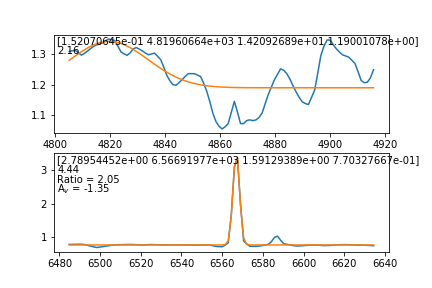 [1.52070645e-01 4.81960664e+03 1.42092689e+01 1.19001078e+00]
2.16
1.3
1.2
1.1
4800 4820 4840 4860 4880 4900 4920
[2.78954452e+00 6.56691977e+03 1.59129389e+00 7.70327667e-01]
4.44
Ratio = 2.05
Av = -1.35
3
2
1
6480 6500 6520 6540 6560 6580 6600 6620 6640